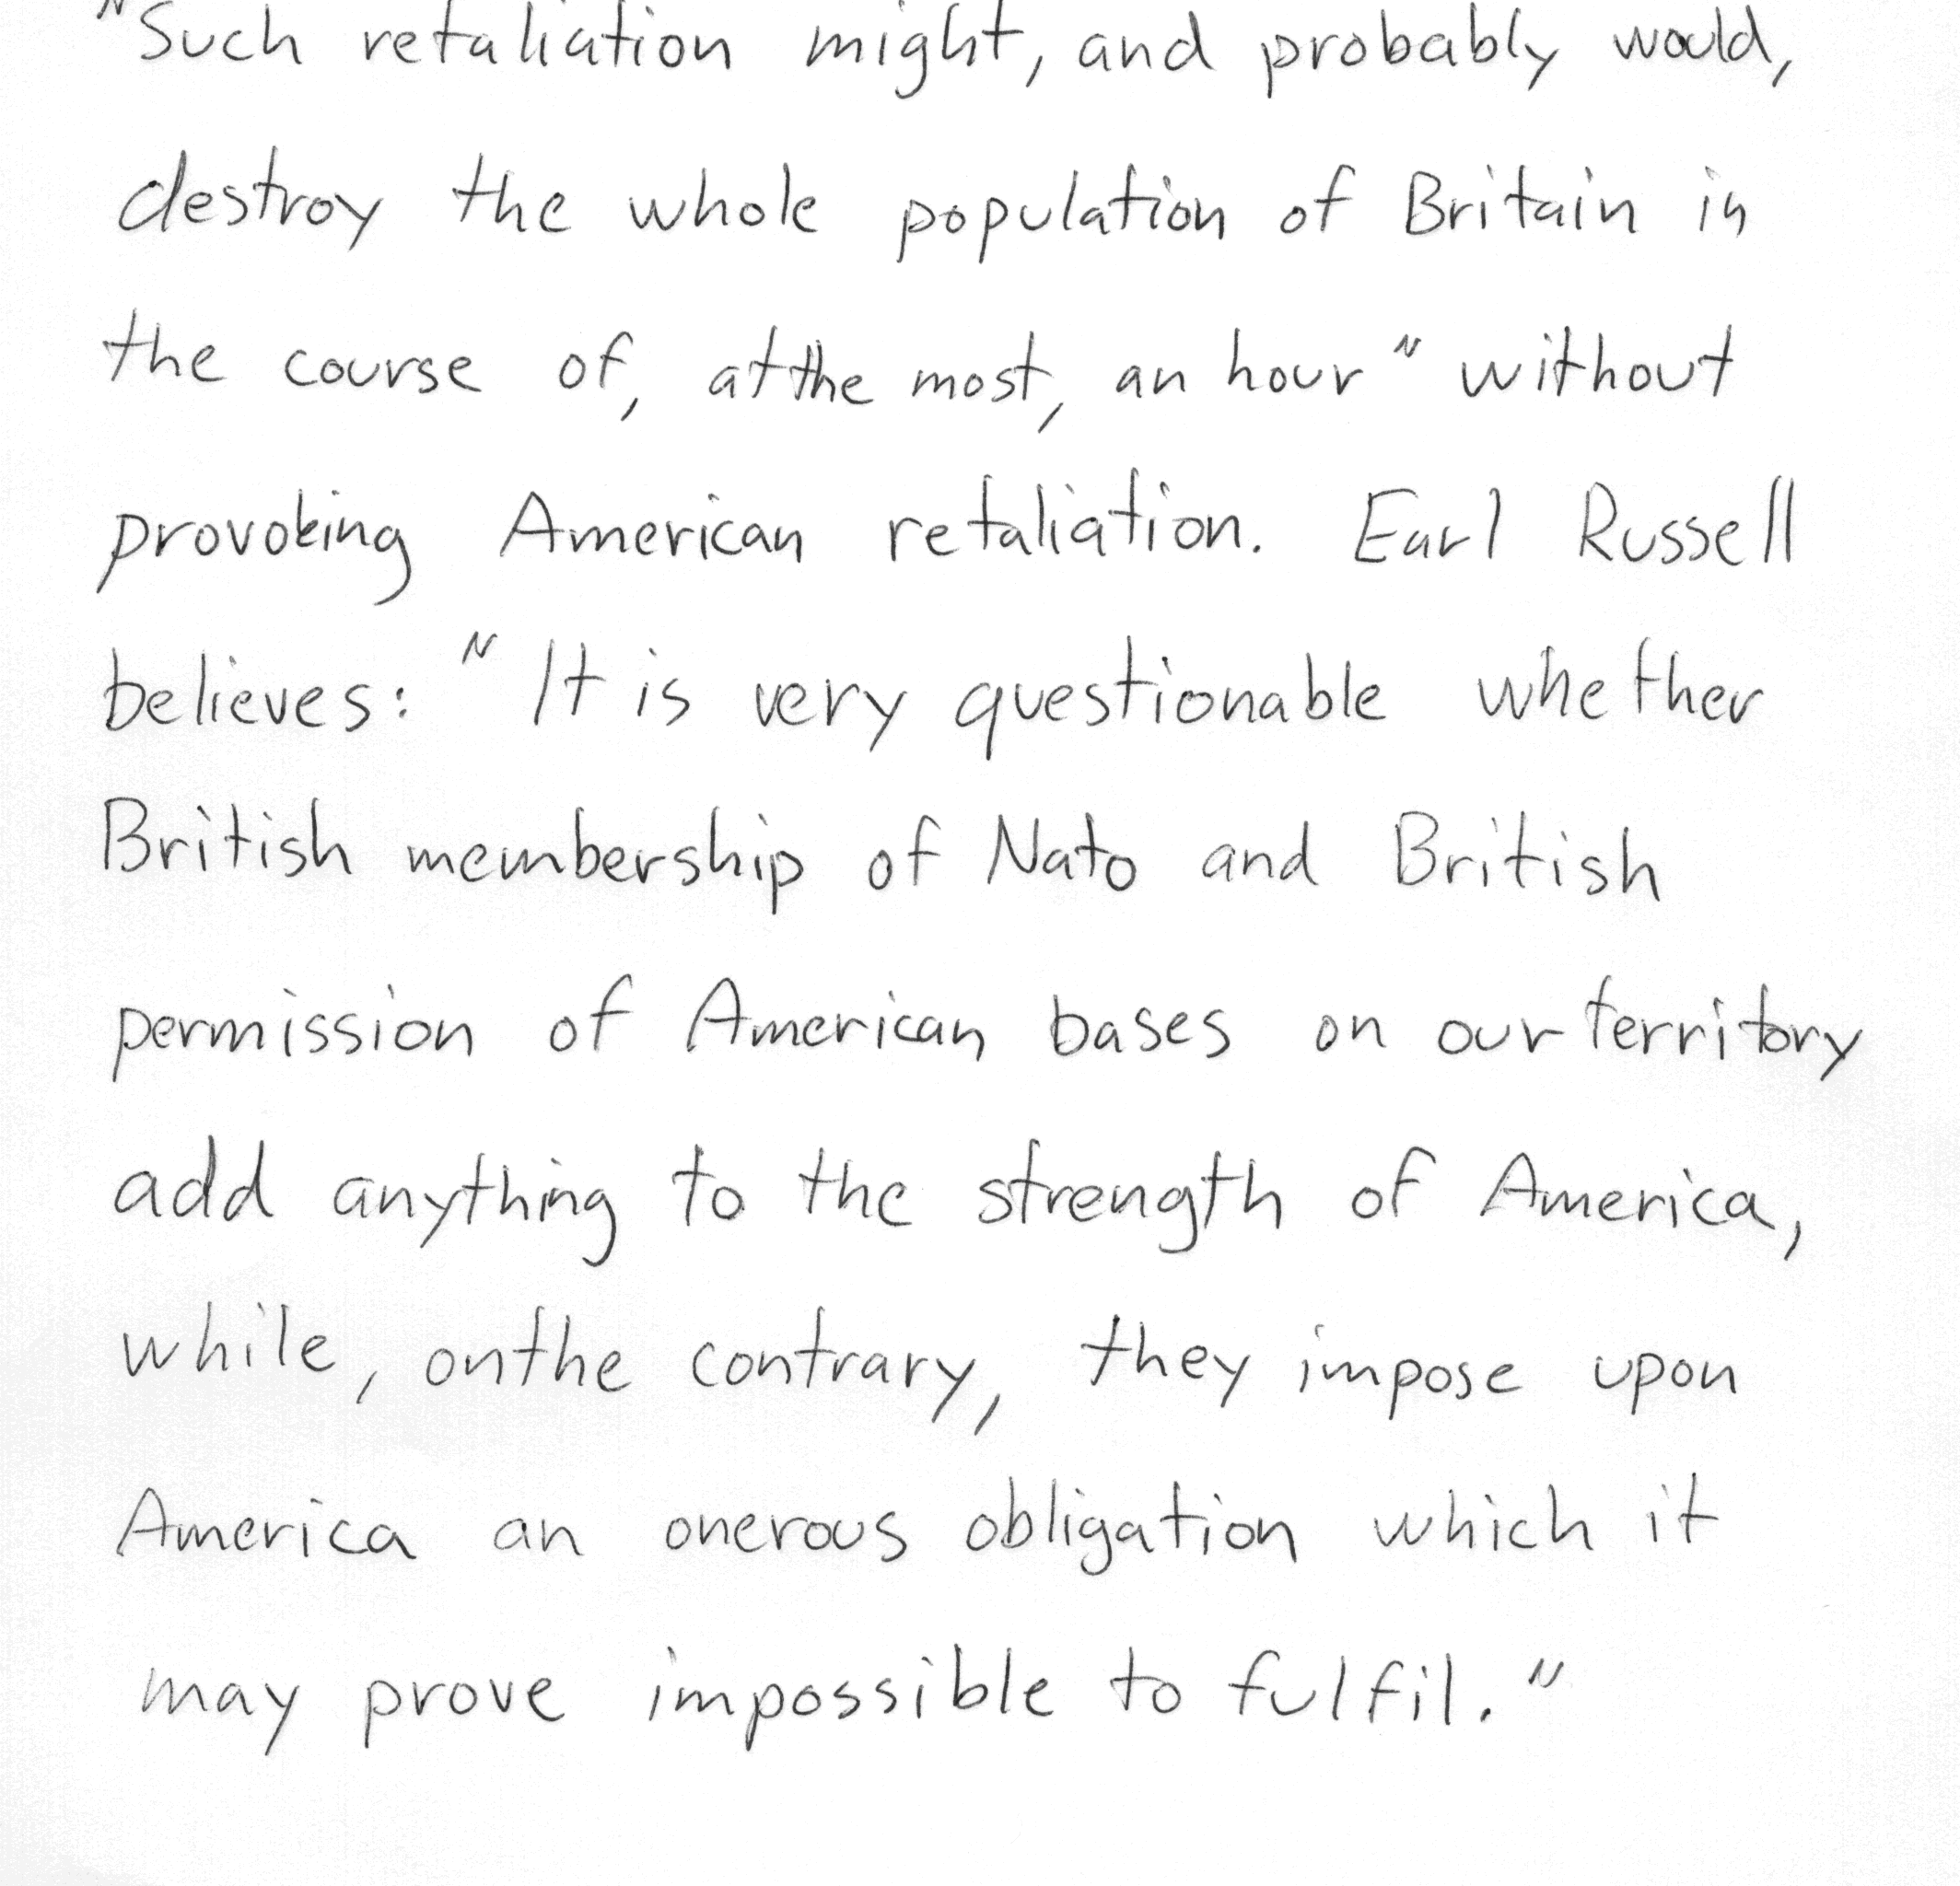 "Such retaliation might, and probably would,
destroy the whole population of Britain in
the course of, at the most, an hour" without
provoking American retaliation. Earl Russell
believes: "It is very questionable whether
British membership of Nato and British
permission of American bases on our territory
add anything to the strength of America,
while, on the contrary, they impose upon
America an onerous obligation which it
may prove impossible to fulfil."